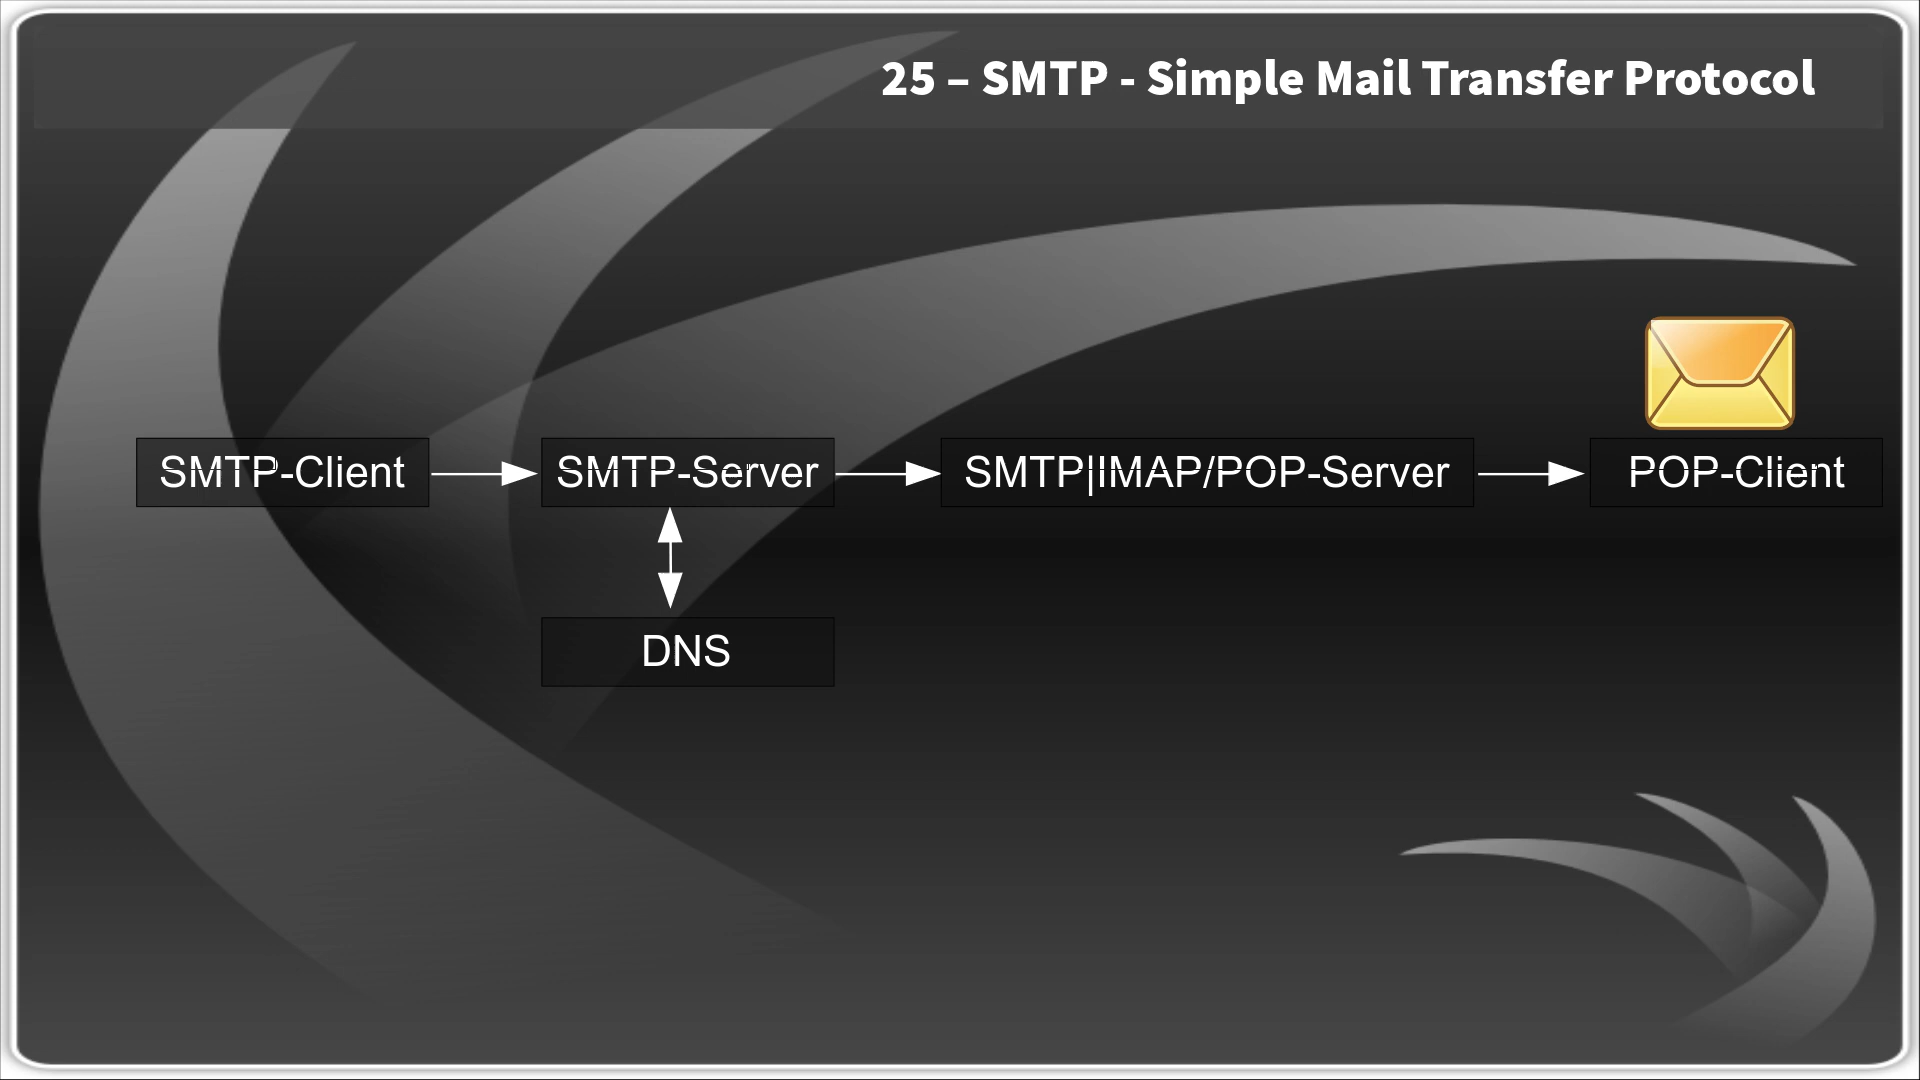 25 – SMTP - Simple Mail Transfer Protocol
SMTP-Client
SMTP-Server
SMTP|IMAP/POP-Server
POP-Client
DNS